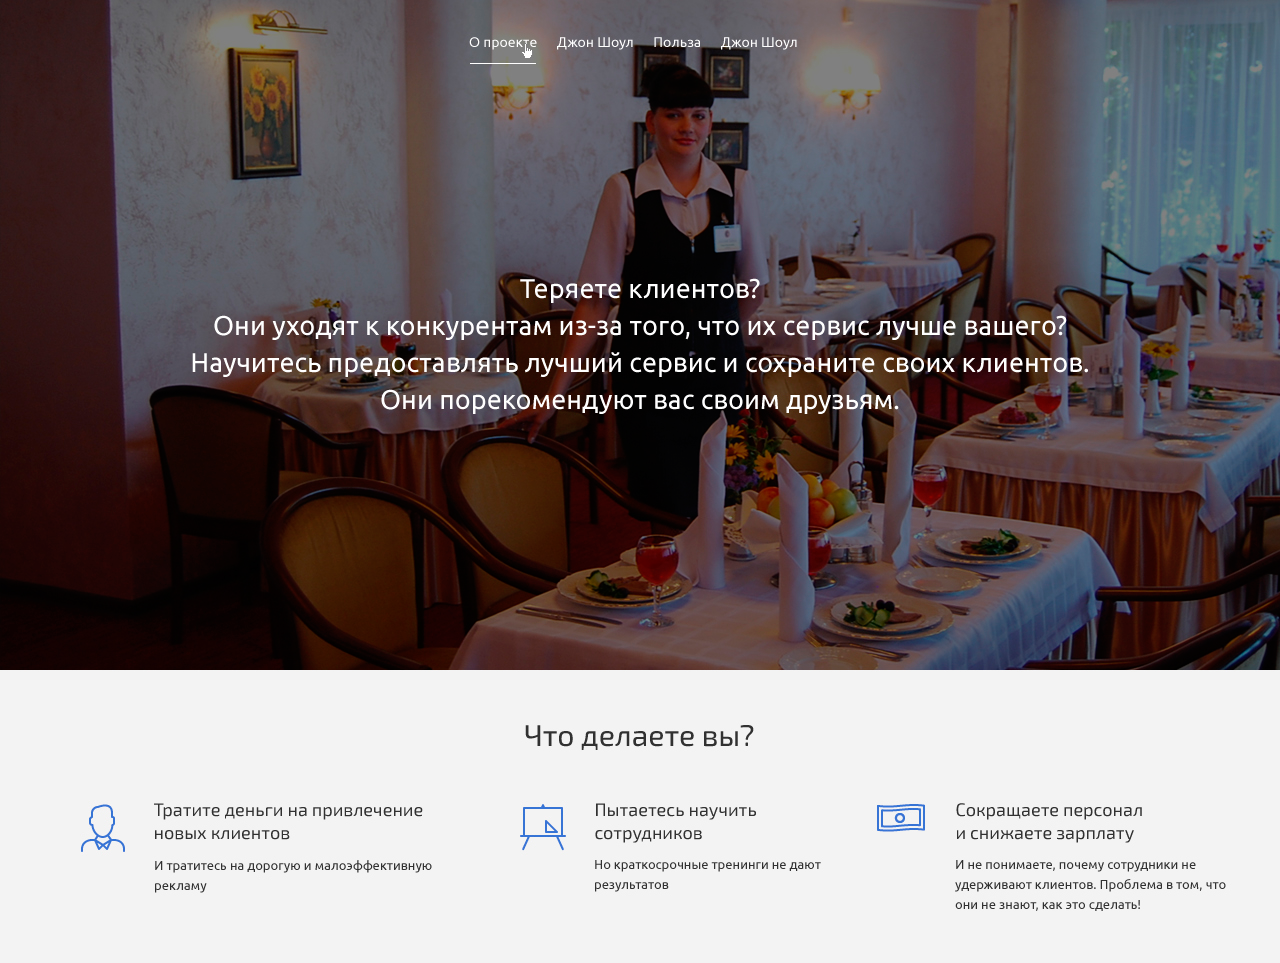 О проекте Джон Шоул Польза Джон Шоул
Теряете клиентов?
Они уходят к конкурентам из-за того, что их сервис лучше вашего?
Научитесь предоставлять лучший сервис и сохраните своих клиентов.
Они порекомендуют вас своим друзьям.
Что делаете вы?
Тратите деньги на привлечение
новых клиентов
И тратитесь на дорогую и малоэффективную
рекламу
Пытаетесь научить
сотрудников
Но краткосрочные тренинги не дают
результатов
Сокращаете персонал
и снижаете зарплату
И не понимаете, почему сотрудники не
удерживают клиентов. Проблема в том, что
они не знают, как это сделать!